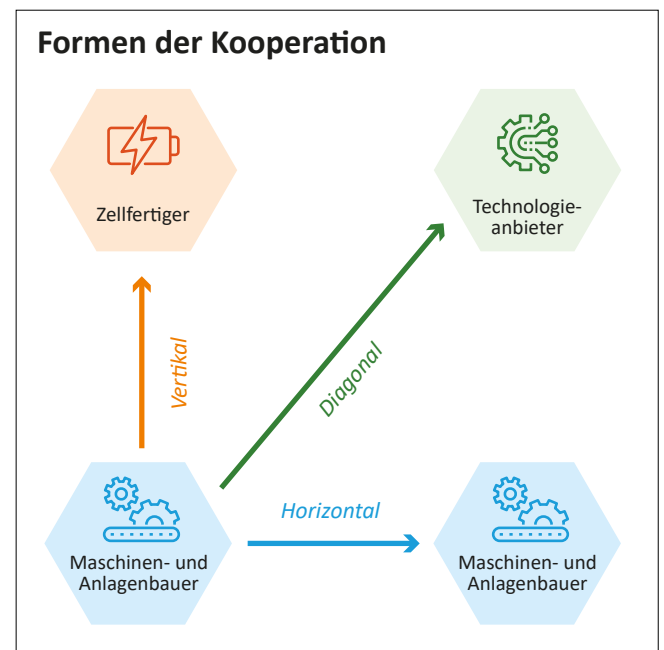 Formen der Kooperation
Zellfertiger
Technologie-
anbieter
Vertikal
Diagonal
Horizontal
Maschinen- und
Anlagenbauer
Maschinen- und
Anlagenbauer